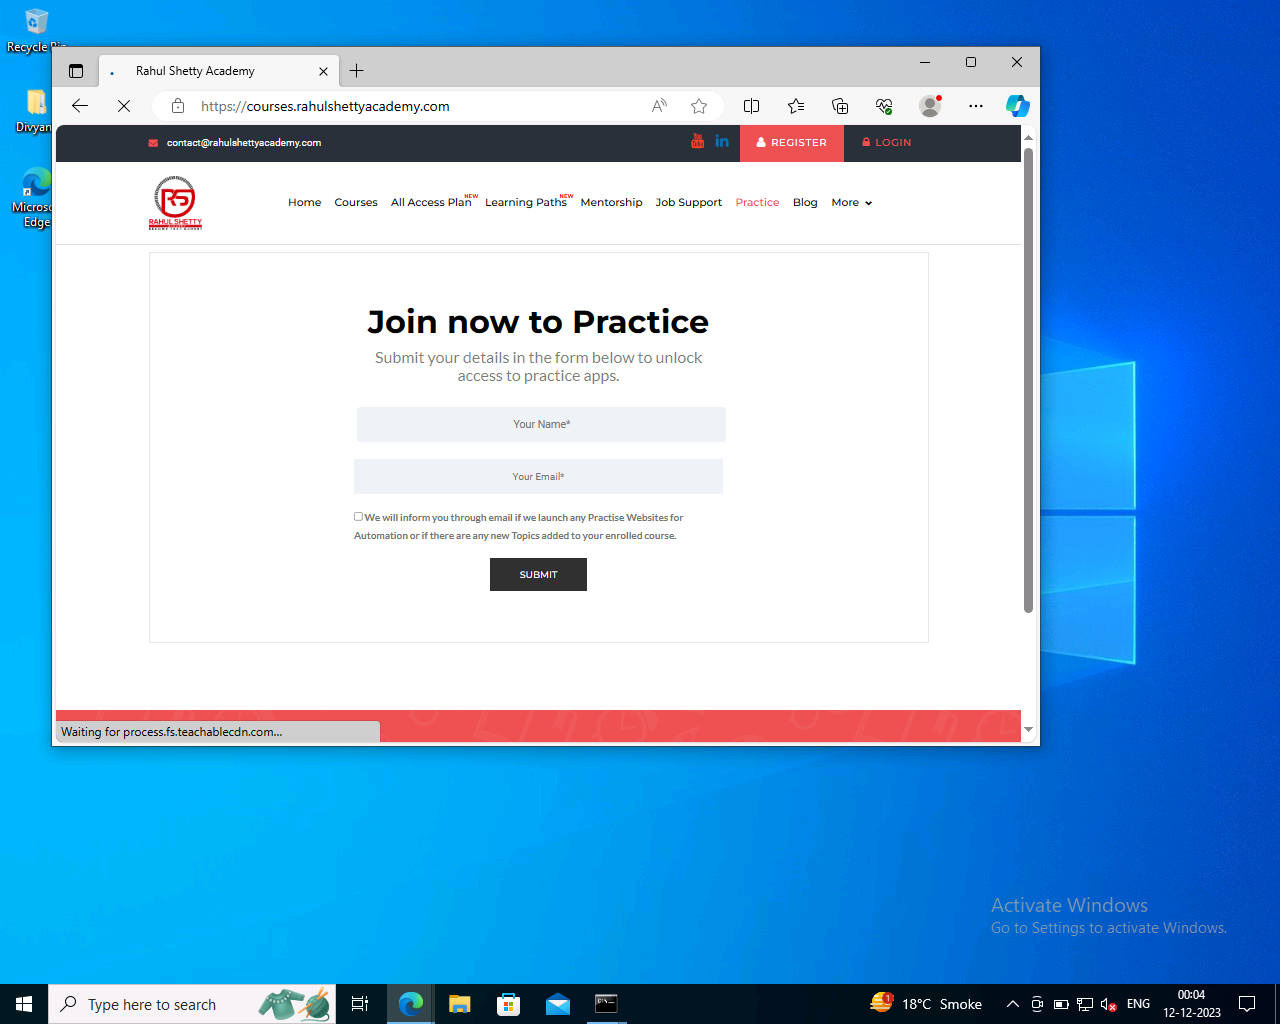 Recycle Bin
Divyan
Microso
Edge
Rahul Shetty Academy
https://courses.rahulshettyacademy.com
contact@rahulshettyacademy.com
REGISTER
LOGIN
RAHUL SHETTY
Home
Courses
All Access Plan NEW
Learning Paths NEW
Mentorship
Job Support
Practice
Blog
More
Join now to Practice
Submit your details in the form below to unlock
access to practice apps.
Your Name*
Your Email*
We will inform you through email if we launch any Practise Websites for
Automation or if there are any new Topics added to your enrolled course.
SUBMIT
Waiting for process.fs.teachablecdn.com...
Activate Windows
Go to Settings to activate Windows.
Type here to search
1
18°C Smoke
ENG
00:04
12-12-2023